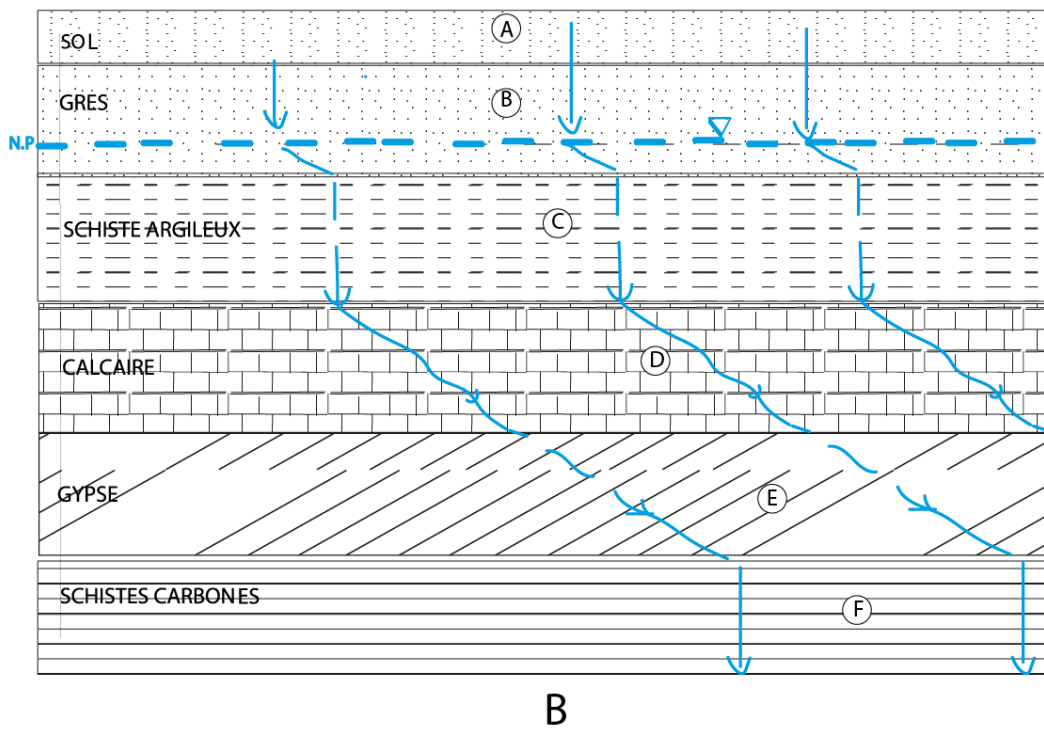 A
SOL
B
GRES
N.P
C
SCHISTE ARGILEUX
D
CALCAIRE
E
GYPSE
F
SCHISTES CARBONES
B